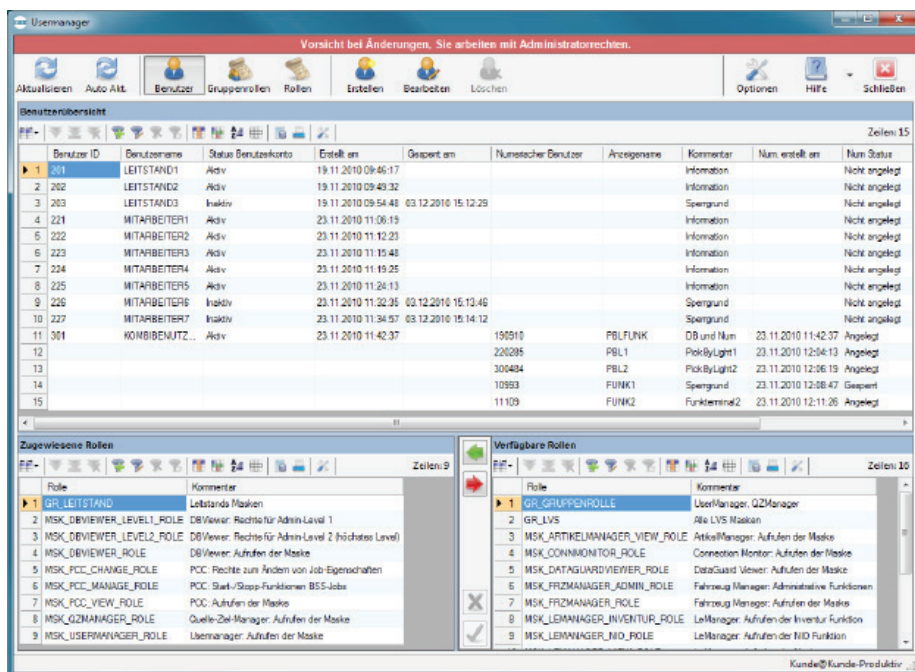 Usermanager
Vorsicht bei Änderungen, Sie arbeiten mit Administratorrechten.
Aktualisieren Auto Akt. Benutzer Gruppenrollen Rollen Erstellen Bearbeiten Löschen Optionen Hilfe Schließen
Benutzerübersicht
Zeilen: 15
Benutzer ID Benutzername Status Benutzerkonto Erstellt am Gesperrt am Numerischer Benutzer Anzeigename Kommentar Num. erstellt am Num Status
1 201 LEITSTAND1 Aktiv 19.11.2010 09:46:17 Information Nicht angelegt
2 202 LEITSTAND2 Aktiv 19.11.2010 09:49:32 Information Nicht angelegt
3 203 LEITSTAND3 Inaktiv 19.11.2010 09:54:48 03.12.2010 15:12:29 Sperrgrund Nicht angelegt
4 221 MITARBEITER1 Aktiv 23.11.2010 11:06:19 Information Nicht angelegt
5 222 MITARBEITER2 Aktiv 23.11.2010 11:12:23 Information Nicht angelegt
6 223 MITARBEITER3 Aktiv 23.11.2010 11:15:48 Information Nicht angelegt
7 224 MITARBEITER4 Aktiv 23.11.2010 11:19:25 Information Nicht angelegt
8 225 MITARBEITER5 Aktiv 23.11.2010 11:24:13 Information Nicht angelegt
9 226 MITARBEITER6 Inaktiv 23.11.2010 11:32:35 03.12.2010 15:13:46 Sperrgrund Nicht angelegt
10 227 MITARBEITER7 Inaktiv 23.11.2010 11:34:57 03.12.2010 15:14:12 Sperrgrund Nicht angelegt
11 301 KOMBIBENUTZ... Aktiv 23.11.2010 11:42:37 190910 PBLFUNK DB und Num 23.11.2010 11:42:37 Angelegt
12 220285 PBL1 PickByLight1 23.11.2010 12:04:13 Angelegt
13 300484 PBL2 PickByLight2 23.11.2010 12:06:19 Angelegt
14 10993 FUNK1 Sperrgrund 23.11.2010 12:08:47 Gesperrt
15 11109 FUNK2 Funkterminal2 23.11.2010 12:11:26 Angelegt
Zugewiesene Rollen
Zeilen: 9
Rolle Kommentar
1 GR_LEITSTAND Leitstands Masken
2 MSK_DBVIEWER_LEVEL1_ROLE DBViewer: Rechte für Admin-Level 1
3 MSK_DBVIEWER_LEVEL2_ROLE DBViewer: Rechte für Admin-Level 2 (höchstes Level)
4 MSK_DBVIEWER_ROLE DBViewer: Aufrufen der Maske
5 MSK_PCC_CHANGE_ROLE PCC: Rechte zum Ändern von Job-Eigenschaften
6 MSK_PCC_MANAGE_ROLE PCC: Start-/Stopp-Funktionen BSS-Jobs
7 MSK_PCC_VIEW_ROLE PCC: Aufrufen der Maske
8 MSK_QZMANAGER_ROLE Quelle-Ziel-Manager: Aufrufen der Maske
9 MSK_USERMANAGER_ROLE Usermanager: Aufrufen der Maske
Verfügbare Rollen
Zeilen: 16
Rolle Kommentar
1 GR_GRUPPENROLLE UserManager, QZManager
2 GR_LVS Alle LVS Masken
3 MSK_ARTIKELMANAGER_VIEW_ROLE ArtikelManager: Aufrufen der Maske
4 MSK_CONNMONITOR_ROLE Connection Monitor: Aufrufen der Maske
5 MSK_DATAGUARDVIEWER_ROLE DataGuard Viewer: Aufrufen der Maske
6 MSK_FRZMANAGER_ADMIN_ROLE Fahrzeug Manager: Administrative Funktionen
7 MSK_FRZMANAGER_ROLE Fahrzeug Manager: Aufrufen der Maske
8 MSK_LEMANAGER_INVENTUR_ROLE LeManager: Aufrufen der Inventur Funktion
9 MSK_LEMANAGER_NIO_ROLE LeManager: Aufrufen der NIO Funktion
Kunde@Kunde-Produktiv